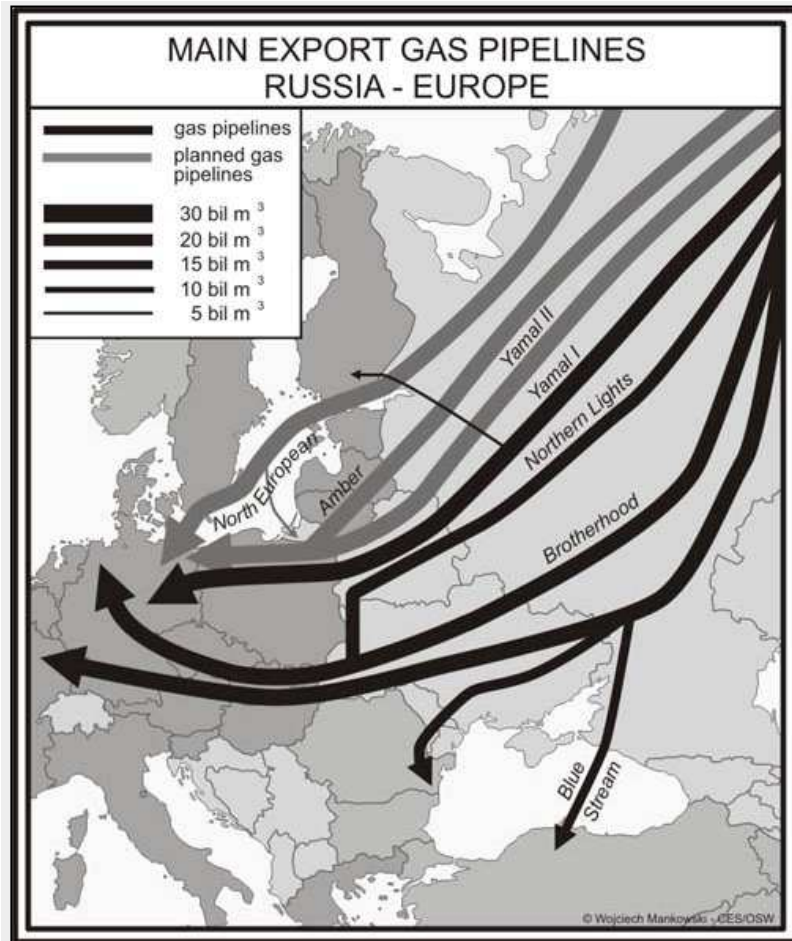 MAIN EXPORT GAS PIPELINES
RUSSIA - EUROPE
gas pipelines
planned gas
pipelines
30 bil m 3
20 bil m 3
15 bil m 3
10 bil m 3
5 bil m 3
Yamal II
Yamal I
Northern Lights
North European
Amber
Brotherhood
Blue
Stream
© Wojciech Mankowski - CES/OSW